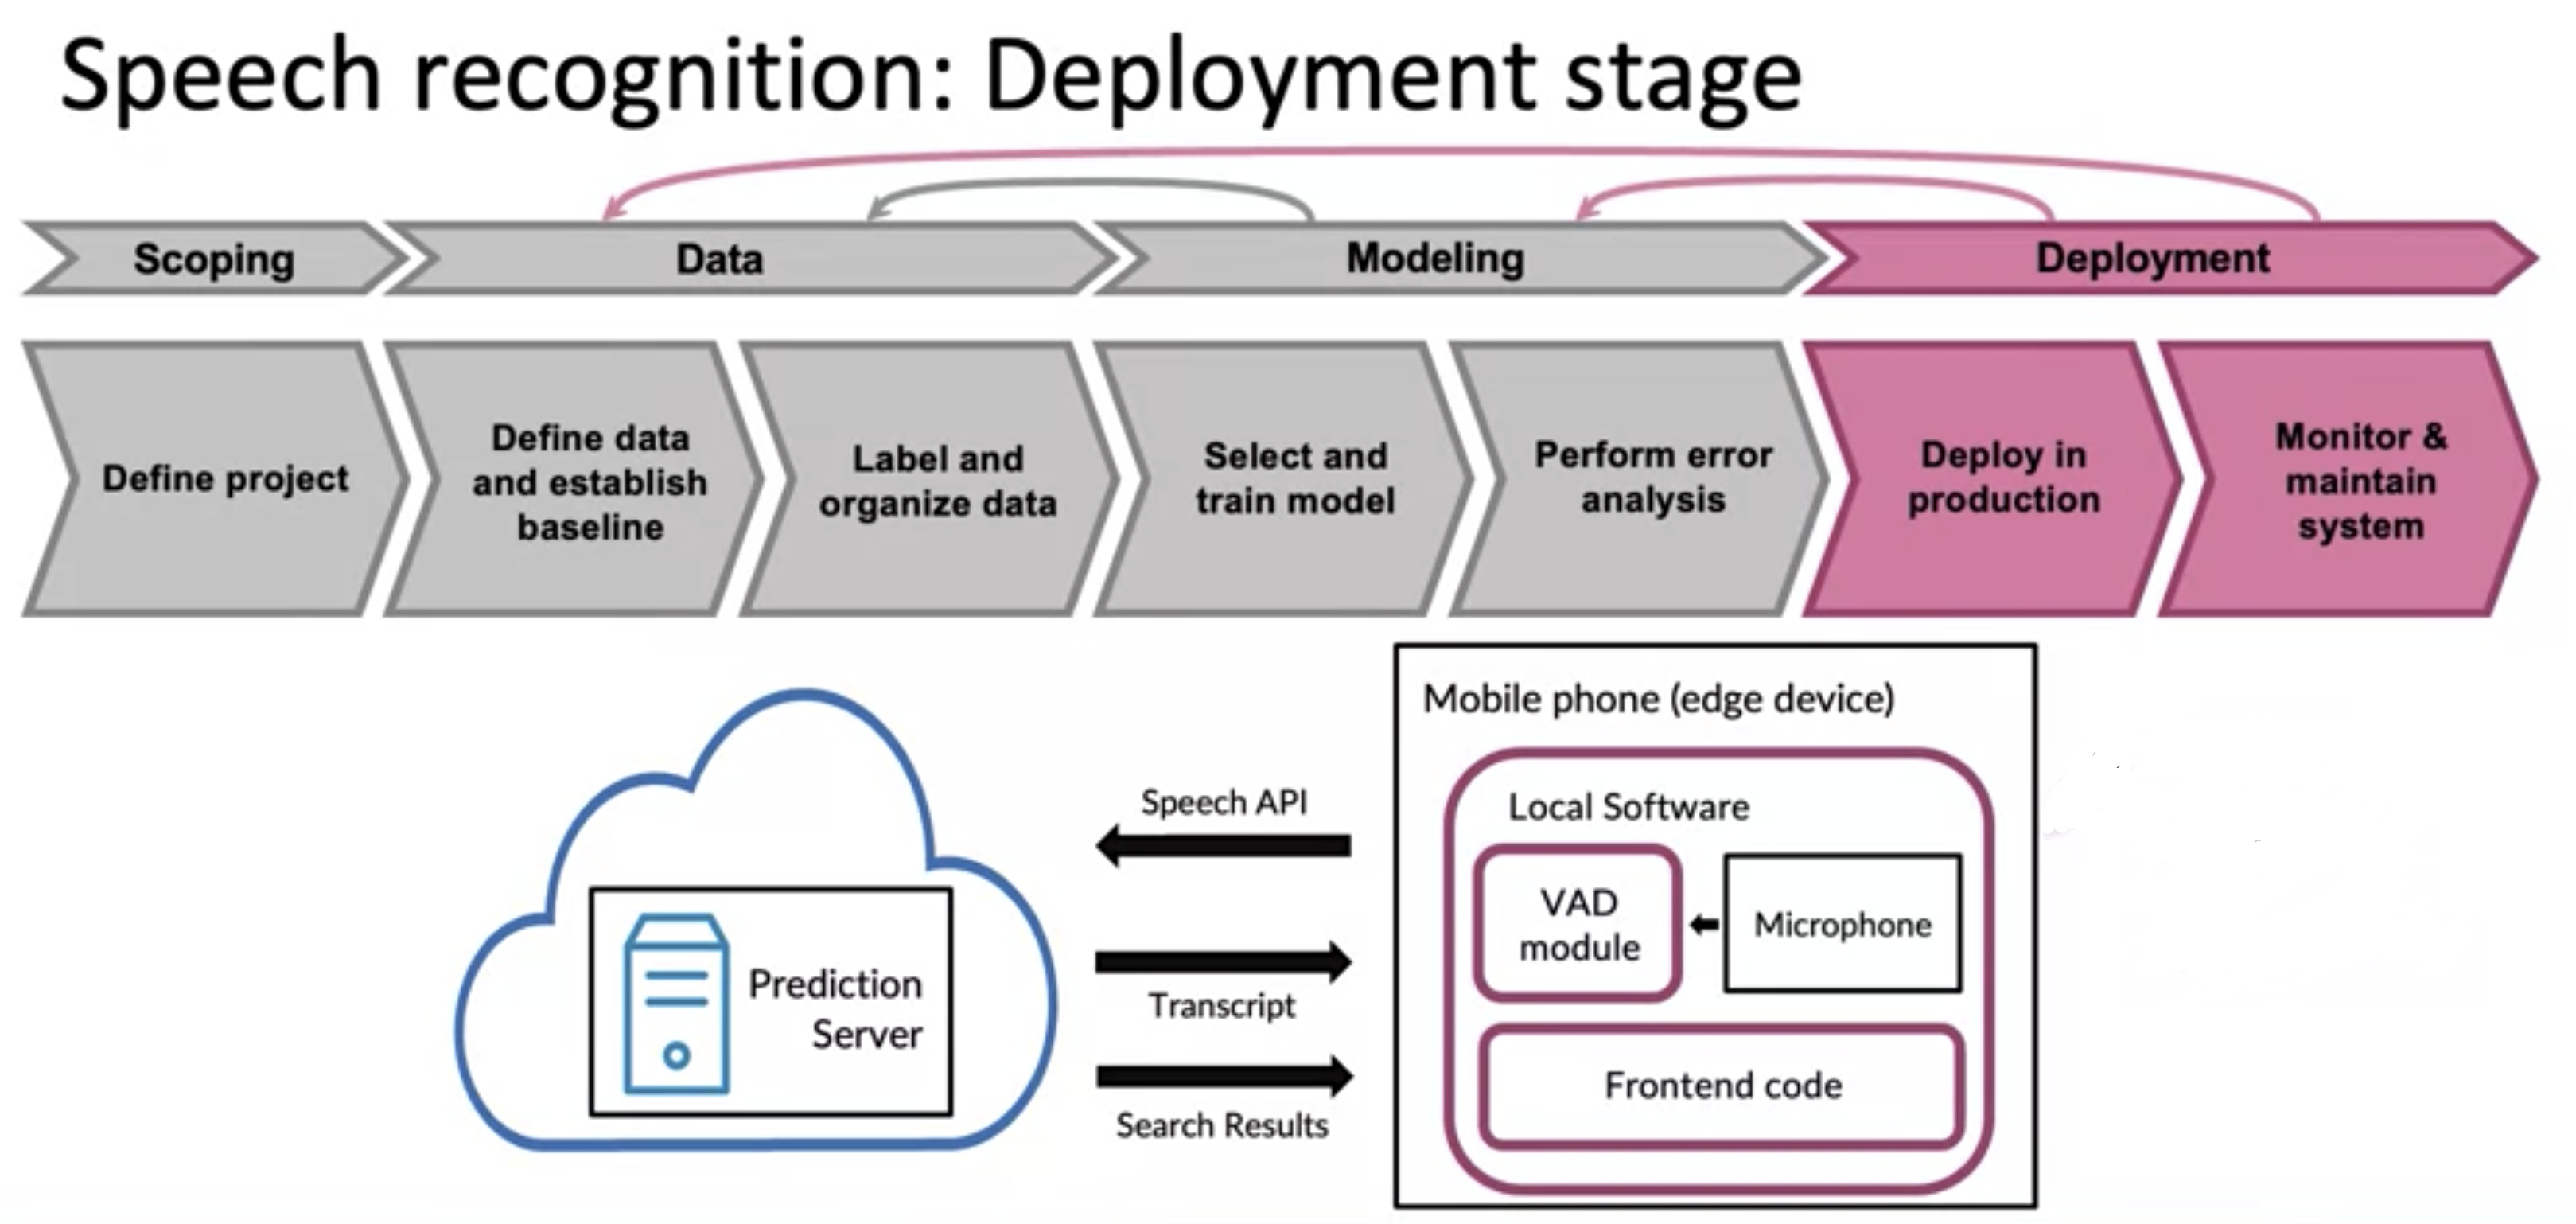 Speech recognition: Deployment stage
Scoping
Data
Modeling
Deployment
Define project
Define data
and establish
baseline
Label and
organize data
Select and
train model
Perform error
analysis
Deploy in
production
Monitor &
maintain
system
Prediction
Server
Speech API
Transcript
Search Results
Mobile phone (edge device)
Local Software
VAD
module
Microphone
Frontend code